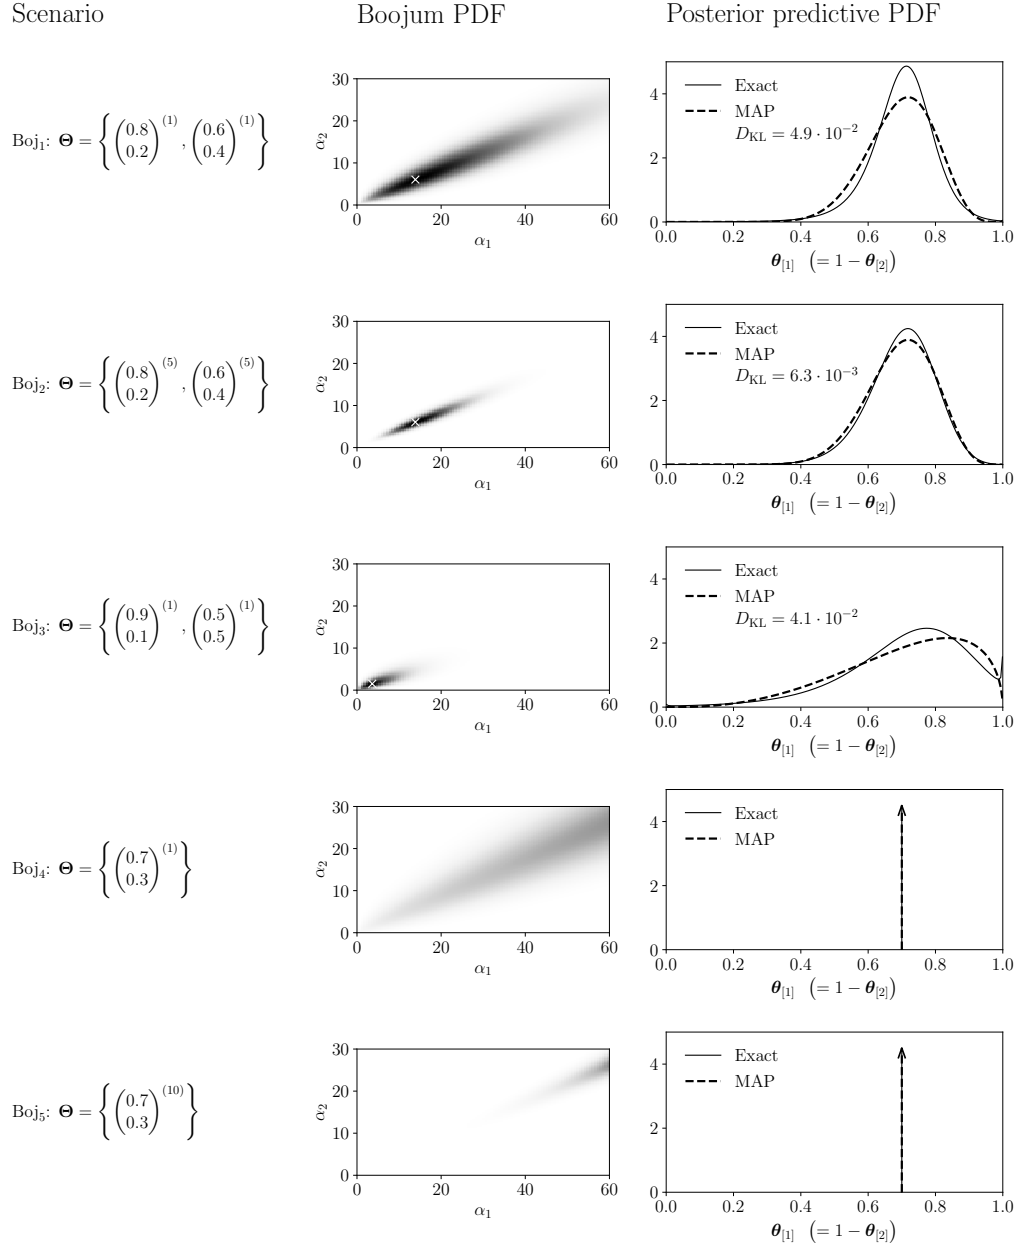 Scenario Boojum PDF Posterior predictive PDF
Boj₁: Θ = { (0.8 0.2)^(1), (0.6 0.4)^(1) }
30
20
10
0
α₂
0 20 40 60
α₁
4
2
0
Exact
MAP
D_KL = 4.9 · 10⁻²
0.0 0.2 0.4 0.6 0.8 1.0
θ[1] (= 1 − θ[2])
Boj₂: Θ = { (0.8 0.2)^(5), (0.6 0.4)^(5) }
30
20
10
0
α₂
0 20 40 60
α₁
4
2
0
Exact
MAP
D_KL = 6.3 · 10⁻³
0.0 0.2 0.4 0.6 0.8 1.0
θ[1] (= 1 − θ[2])
Boj₃: Θ = { (0.9 0.1)^(1), (0.5 0.5)^(1) }
30
20
10
0
α₂
0 20 40 60
α₁
4
2
0
Exact
MAP
D_KL = 4.1 · 10⁻²
0.0 0.2 0.4 0.6 0.8 1.0
θ[1] (= 1 − θ[2])
Boj₄: Θ = { (0.7 0.3)^(1) }
30
20
10
0
α₂
0 20 40 60
α₁
4
2
0
Exact
MAP
0.0 0.2 0.4 0.6 0.8 1.0
θ[1] (= 1 − θ[2])
Boj₅: Θ = { (0.7 0.3)^(10) }
30
20
10
0
α₂
0 20 40 60
α₁
4
2
0
Exact
MAP
0.0 0.2 0.4 0.6 0.8 1.0
θ[1] (= 1 − θ[2])